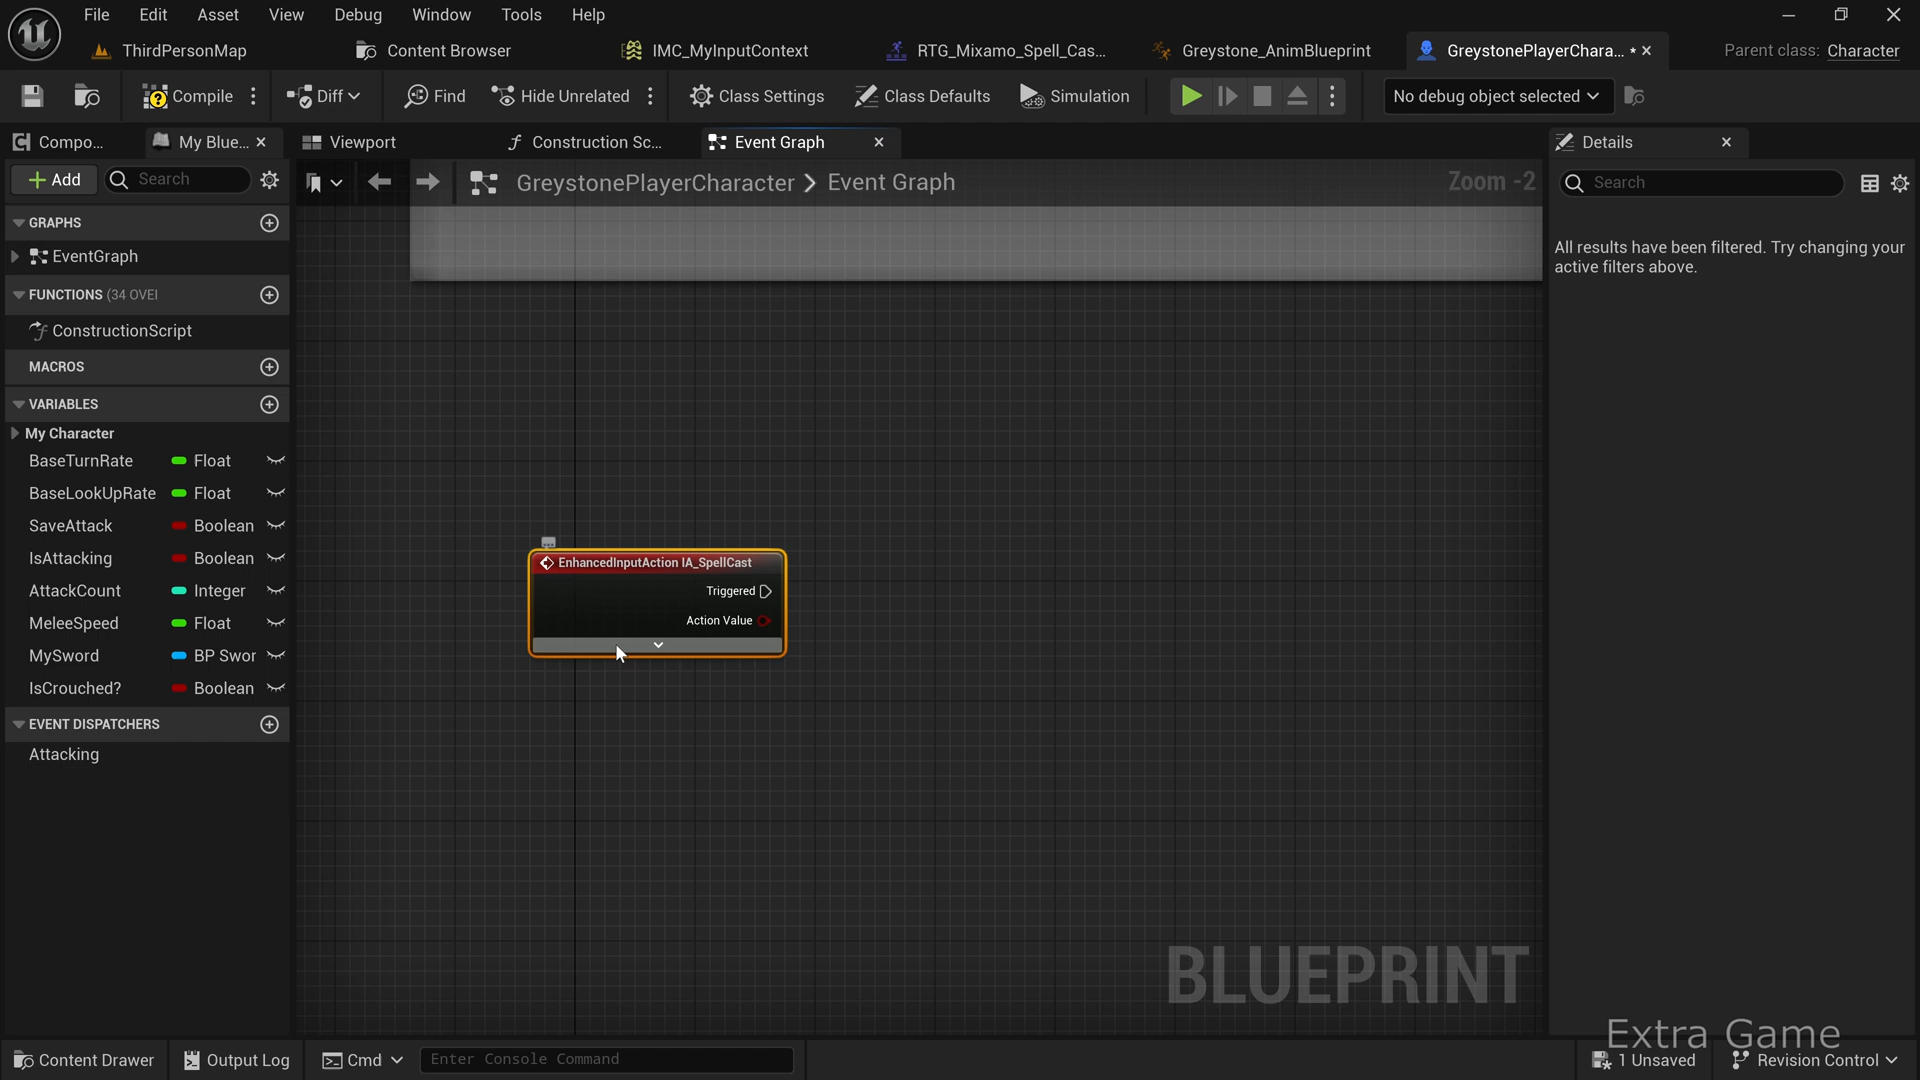 File Edit Asset View Debug Window Tools Help
ThirdPersonMap Content Browser IMC_MyInputContext RTG_Mixamo_Spell_Cas... Greystone_AnimBlueprint GreystonePlayerChara... • Parent class: Character
Compile Diff Find Hide Unrelated Class Settings Class Defaults Simulation No debug object selected
Compo... My Blue... Viewport Construction Sc... Event Graph Details
Add Search GreystonePlayerCharacter Event Graph Zoom -2 Search
GRAPHS
EventGraph
All results have been filtered. Try changing your
active filters above.
FUNCTIONS (34 OVEI
ConstructionScript
MACROS
VARIABLES
My Character
BaseTurnRate Float
BaseLookUpRate Float
SaveAttack Boolean
IsAttacking Boolean
AttackCount Integer
MeleeSpeed Float
MySword BP Swor
IsCrouched? Boolean
EVENT DISPATCHERS
Attacking
EnhancedInputAction IA_SpellCast
Triggered
Action Value
BLUEPRINT
Extra Game
Content Drawer Output Log Cmd Enter Console Command 1 Unsaved Revision Control